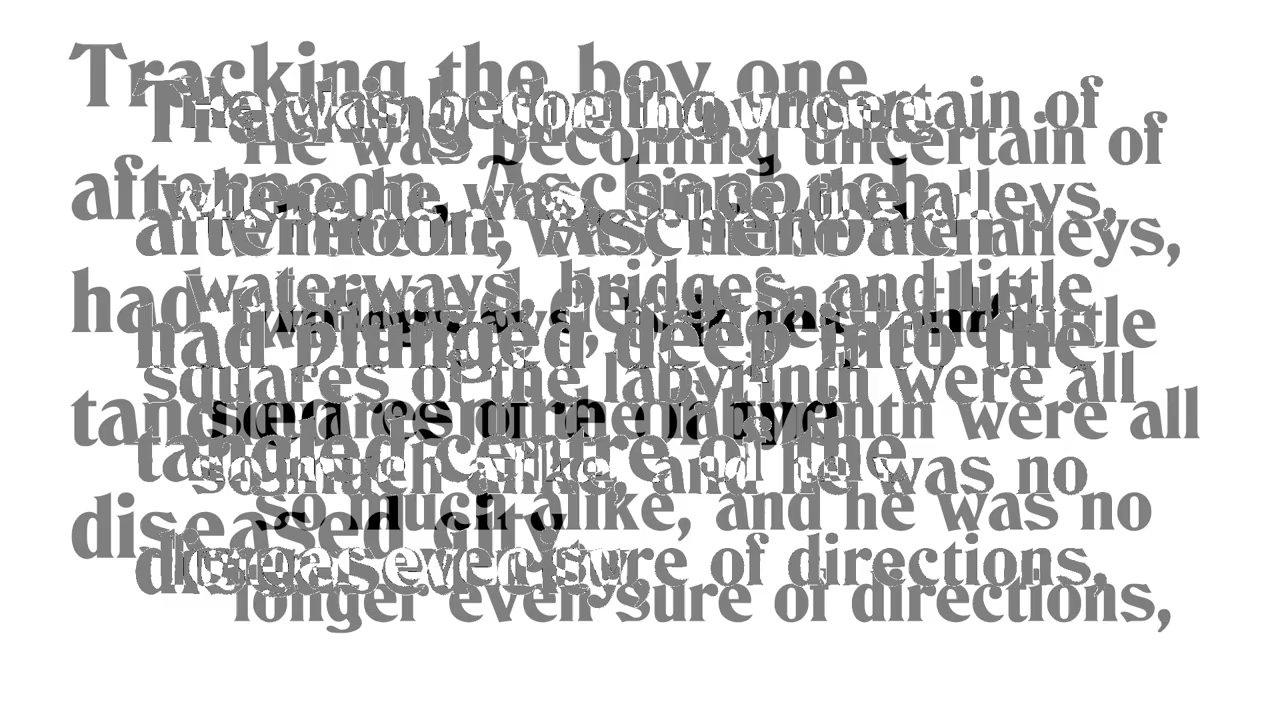 Tracking the boy one
afternoon, Aschenbach
had plunged deep into the
tangled centre of the
diseased city,
He was becoming uncertain of
where he was, since the alleys,
waterways, bridges, and little
squares of the labyrinth were all
so much alike, and he was no
longer even sure of directions,